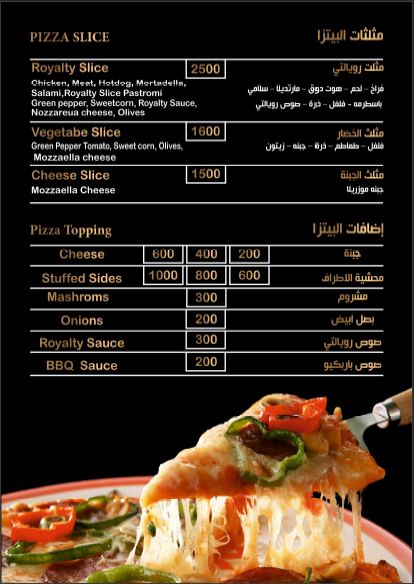 PIZZA SLICE مثلثات البيتزا
Royalty Slice 2500 مثلث رويالتي
Chicken, Meat, Hotdog, Mortadella,
Salami,Royalty Slice Pastromi
فراخ - لحم - هوت دوق - مارتديلا - سلامي
Green pepper, Sweetcorn, Royalty Sauce,
Nozzareua cheese, Olives
باسطرمه - فلفل - ذرة - صوص رويالتي
Vegetabe Slice 1600 مثلث الخضار
Green Pepper Tomato, Sweet corn, Olives,
Mozzaella cheese
فلفل - طماطم - ذرة - جبنه - زيتون
Cheese Slice 1500 مثلث الجبنة
Mozzaella Cheese جبنه موزريلا
Pizza Topping إضافات البيتزا
Cheese 600 400 200 جبنة
Stuffed Sides 1000 800 600 محشية الاطراف
Mashroms 300 مشروم
Onions 200 بصل ابيض
Royalty Sauce 300 صوص رويالتي
BBQ Sauce 200 صوص باربكيو